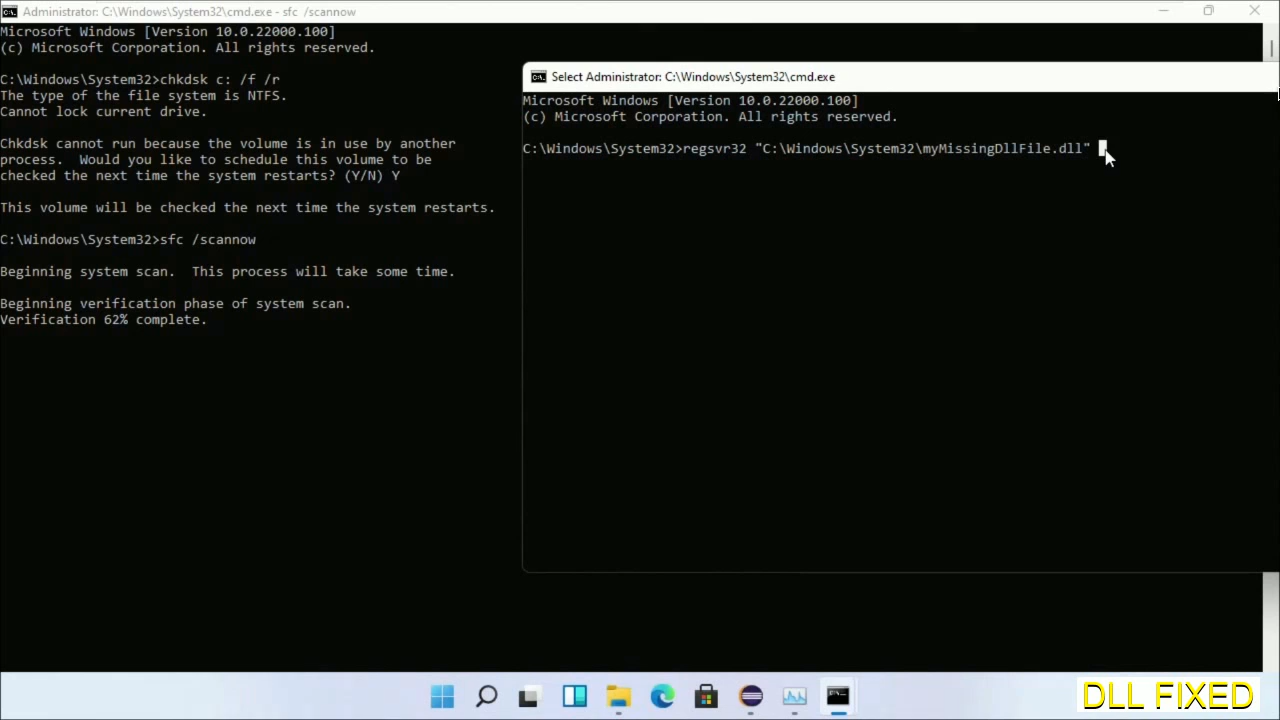 Administrator: C:\Windows\System32\cmd.exe - sfc /scannow
Microsoft Windows [Version 10.0.22000.100]
(c) Microsoft Corporation. All rights reserved.
C:\Windows\System32>chkdsk c: /f /r
The type of the file system is NTFS.
Cannot lock current drive.
Chkdsk cannot run because the volume is in use by another
process.  Would you like to schedule this volume to be
checked the next time the system restarts? (Y/N) Y
This volume will be checked the next time the system restarts.
C:\Windows\System32>sfc /scannow
Beginning system scan.  This process will take some time.
Beginning verification phase of system scan.
Verification 62% complete.
Select Administrator: C:\Windows\System32\cmd.exe
Microsoft Windows [Version 10.0.22000.100]
(c) Microsoft Corporation. All rights reserved.
C:\Windows\System32>regsvr32 "C:\Windows\System32\myMissingDllFile.dll"
DLL FIXED